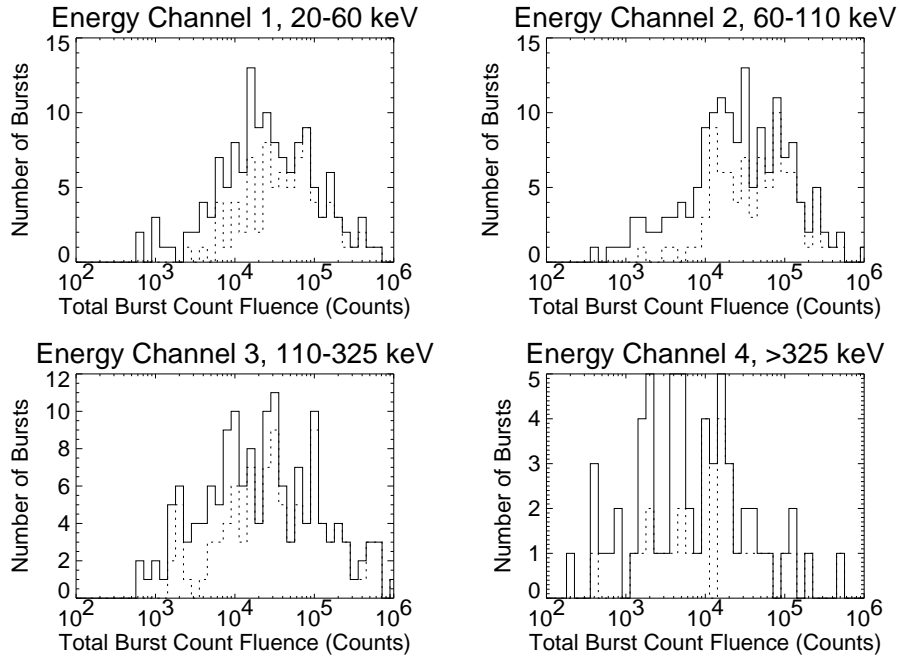 Energy Channel 1, 20-60 keV
15
10
5
0
Number of Bursts
10^2 10^3 10^4 10^5 10^6
Total Burst Count Fluence (Counts)
Energy Channel 2, 60-110 keV
15
10
5
0
Number of Bursts
10^2 10^3 10^4 10^5 10^6
Total Burst Count Fluence (Counts)
Energy Channel 3, 110-325 keV
12
10
8
6
4
2
0
Number of Bursts
10^2 10^3 10^4 10^5 10^6
Total Burst Count Fluence (Counts)
Energy Channel 4, >325 keV
5
4
3
2
1
0
Number of Bursts
10^2 10^3 10^4 10^5 10^6
Total Burst Count Fluence (Counts)